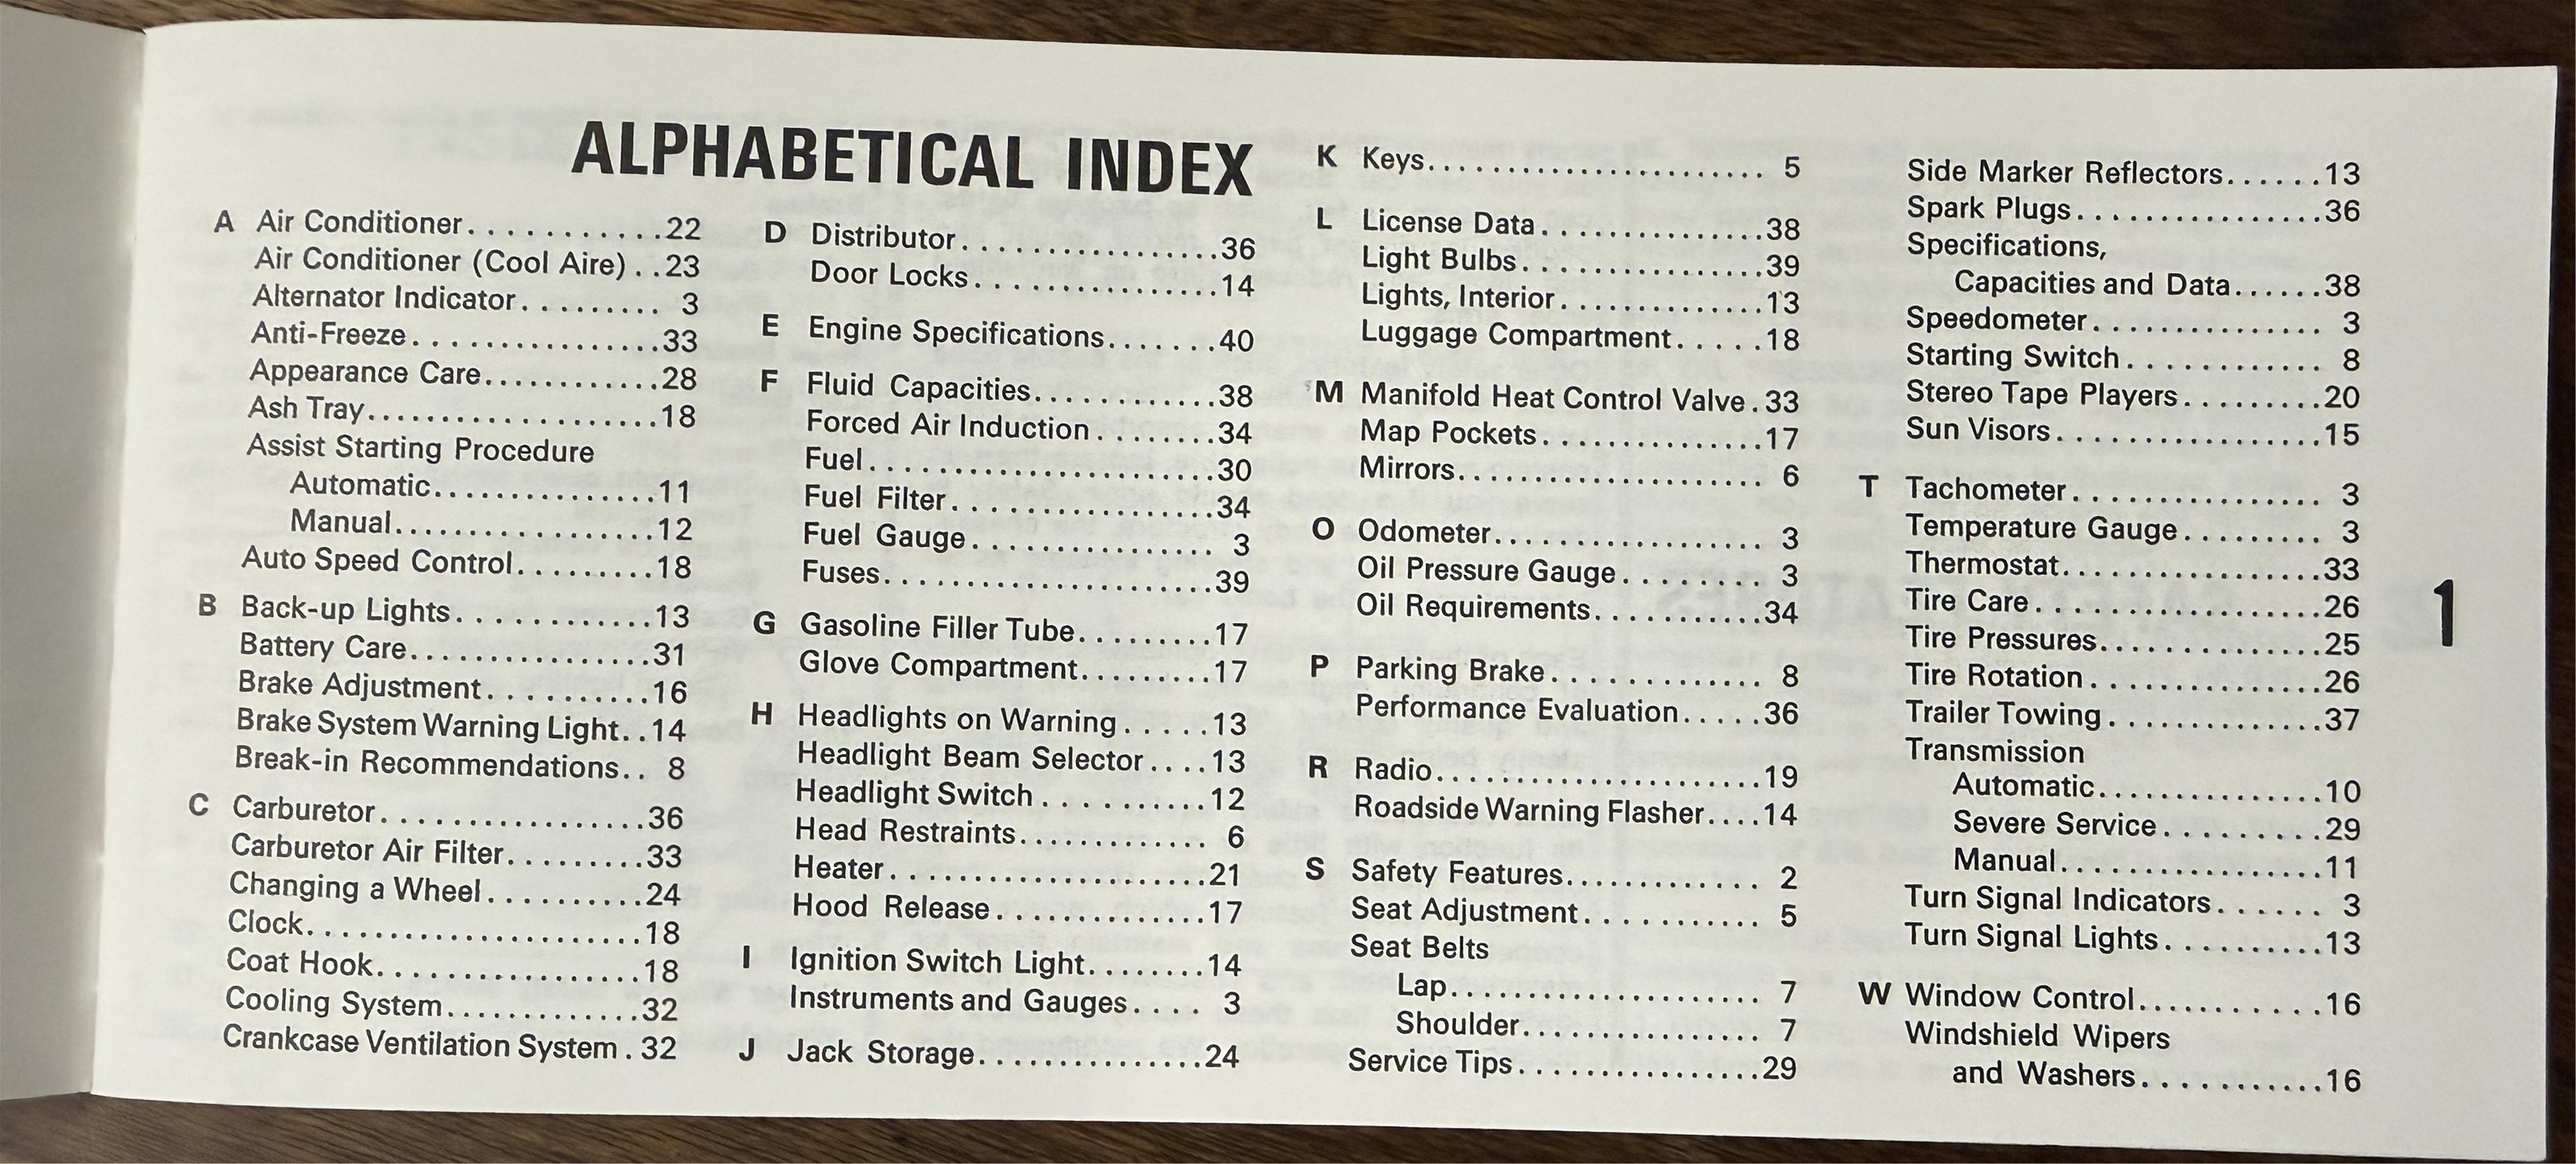 ALPHABETICAL INDEX
A Air Conditioner...........22
Air Conditioner (Cool Aire)..23
Alternator Indicator......... 3
Anti-Freeze................33
Appearance Care............28
Ash Tray...................18
Assist Starting Procedure
Automatic...............11
Manual.................12
Auto Speed Control.........18
B Back-up Lights.............13
Battery Care................31
Brake Adjustment..........16
Brake System Warning Light..14
Break-in Recommendations.. 8
C Carburetor.................36
Carburetor Air Filter.........33
Changing a Wheel..........24
Clock......................18
Coat Hook.................18
Cooling System.............32
Crankcase Ventilation System.32
D Distributor.................36
Door Locks................14
E Engine Specifications.......40
F Fluid Capacities............38
Forced Air Induction........34
Fuel.......................30
Fuel Filter.................34
Fuel Gauge................ 3
Fuses......................39
G Gasoline Filler Tube.........17
Glove Compartment.........17
H Headlights on Warning.....13
Headlight Beam Selector....13
Headlight Switch..........12
Head Restraints............ 6
Heater.....................21
Hood Release..............17
I Ignition Switch Light........14
Instruments and Gauges.... 3
J Jack Storage...............24
K Keys....................... 5
L License Data...............38
Light Bulbs................39
Lights, Interior............13
Luggage Compartment.....18
M Manifold Heat Control Valve.33
Map Pockets..............17
Mirrors.................... 6
O Odometer................. 3
Oil Pressure Gauge........ 3
Oil Requirements...........34
P Parking Brake............. 8
Performance Evaluation.....36
R Radio......................19
Roadside Warning Flasher....14
S Safety Features............. 2
Seat Adjustment........... 5
Seat Belts
Lap..................... 7
Shoulder................ 7
Service Tips................29
Side Marker Reflectors......13
Spark Plugs................36
Specifications,
Capacities and Data......38
Speedometer............... 3
Starting Switch............ 8
Stereo Tape Players.........20
Sun Visors.................15
T Tachometer................ 3
Temperature Gauge......... 3
Thermostat.................33
Tire Care...................26
Tire Pressures...............25
Tire Rotation...............26
Trailer Towing..............37
Transmission
Automatic...............10
Severe Service..........29
Manual.................11
Turn Signal Indicators...... 3
Turn Signal Lights..........13
W Window Control...........16
Windshield Wipers
and Washers...........16
1